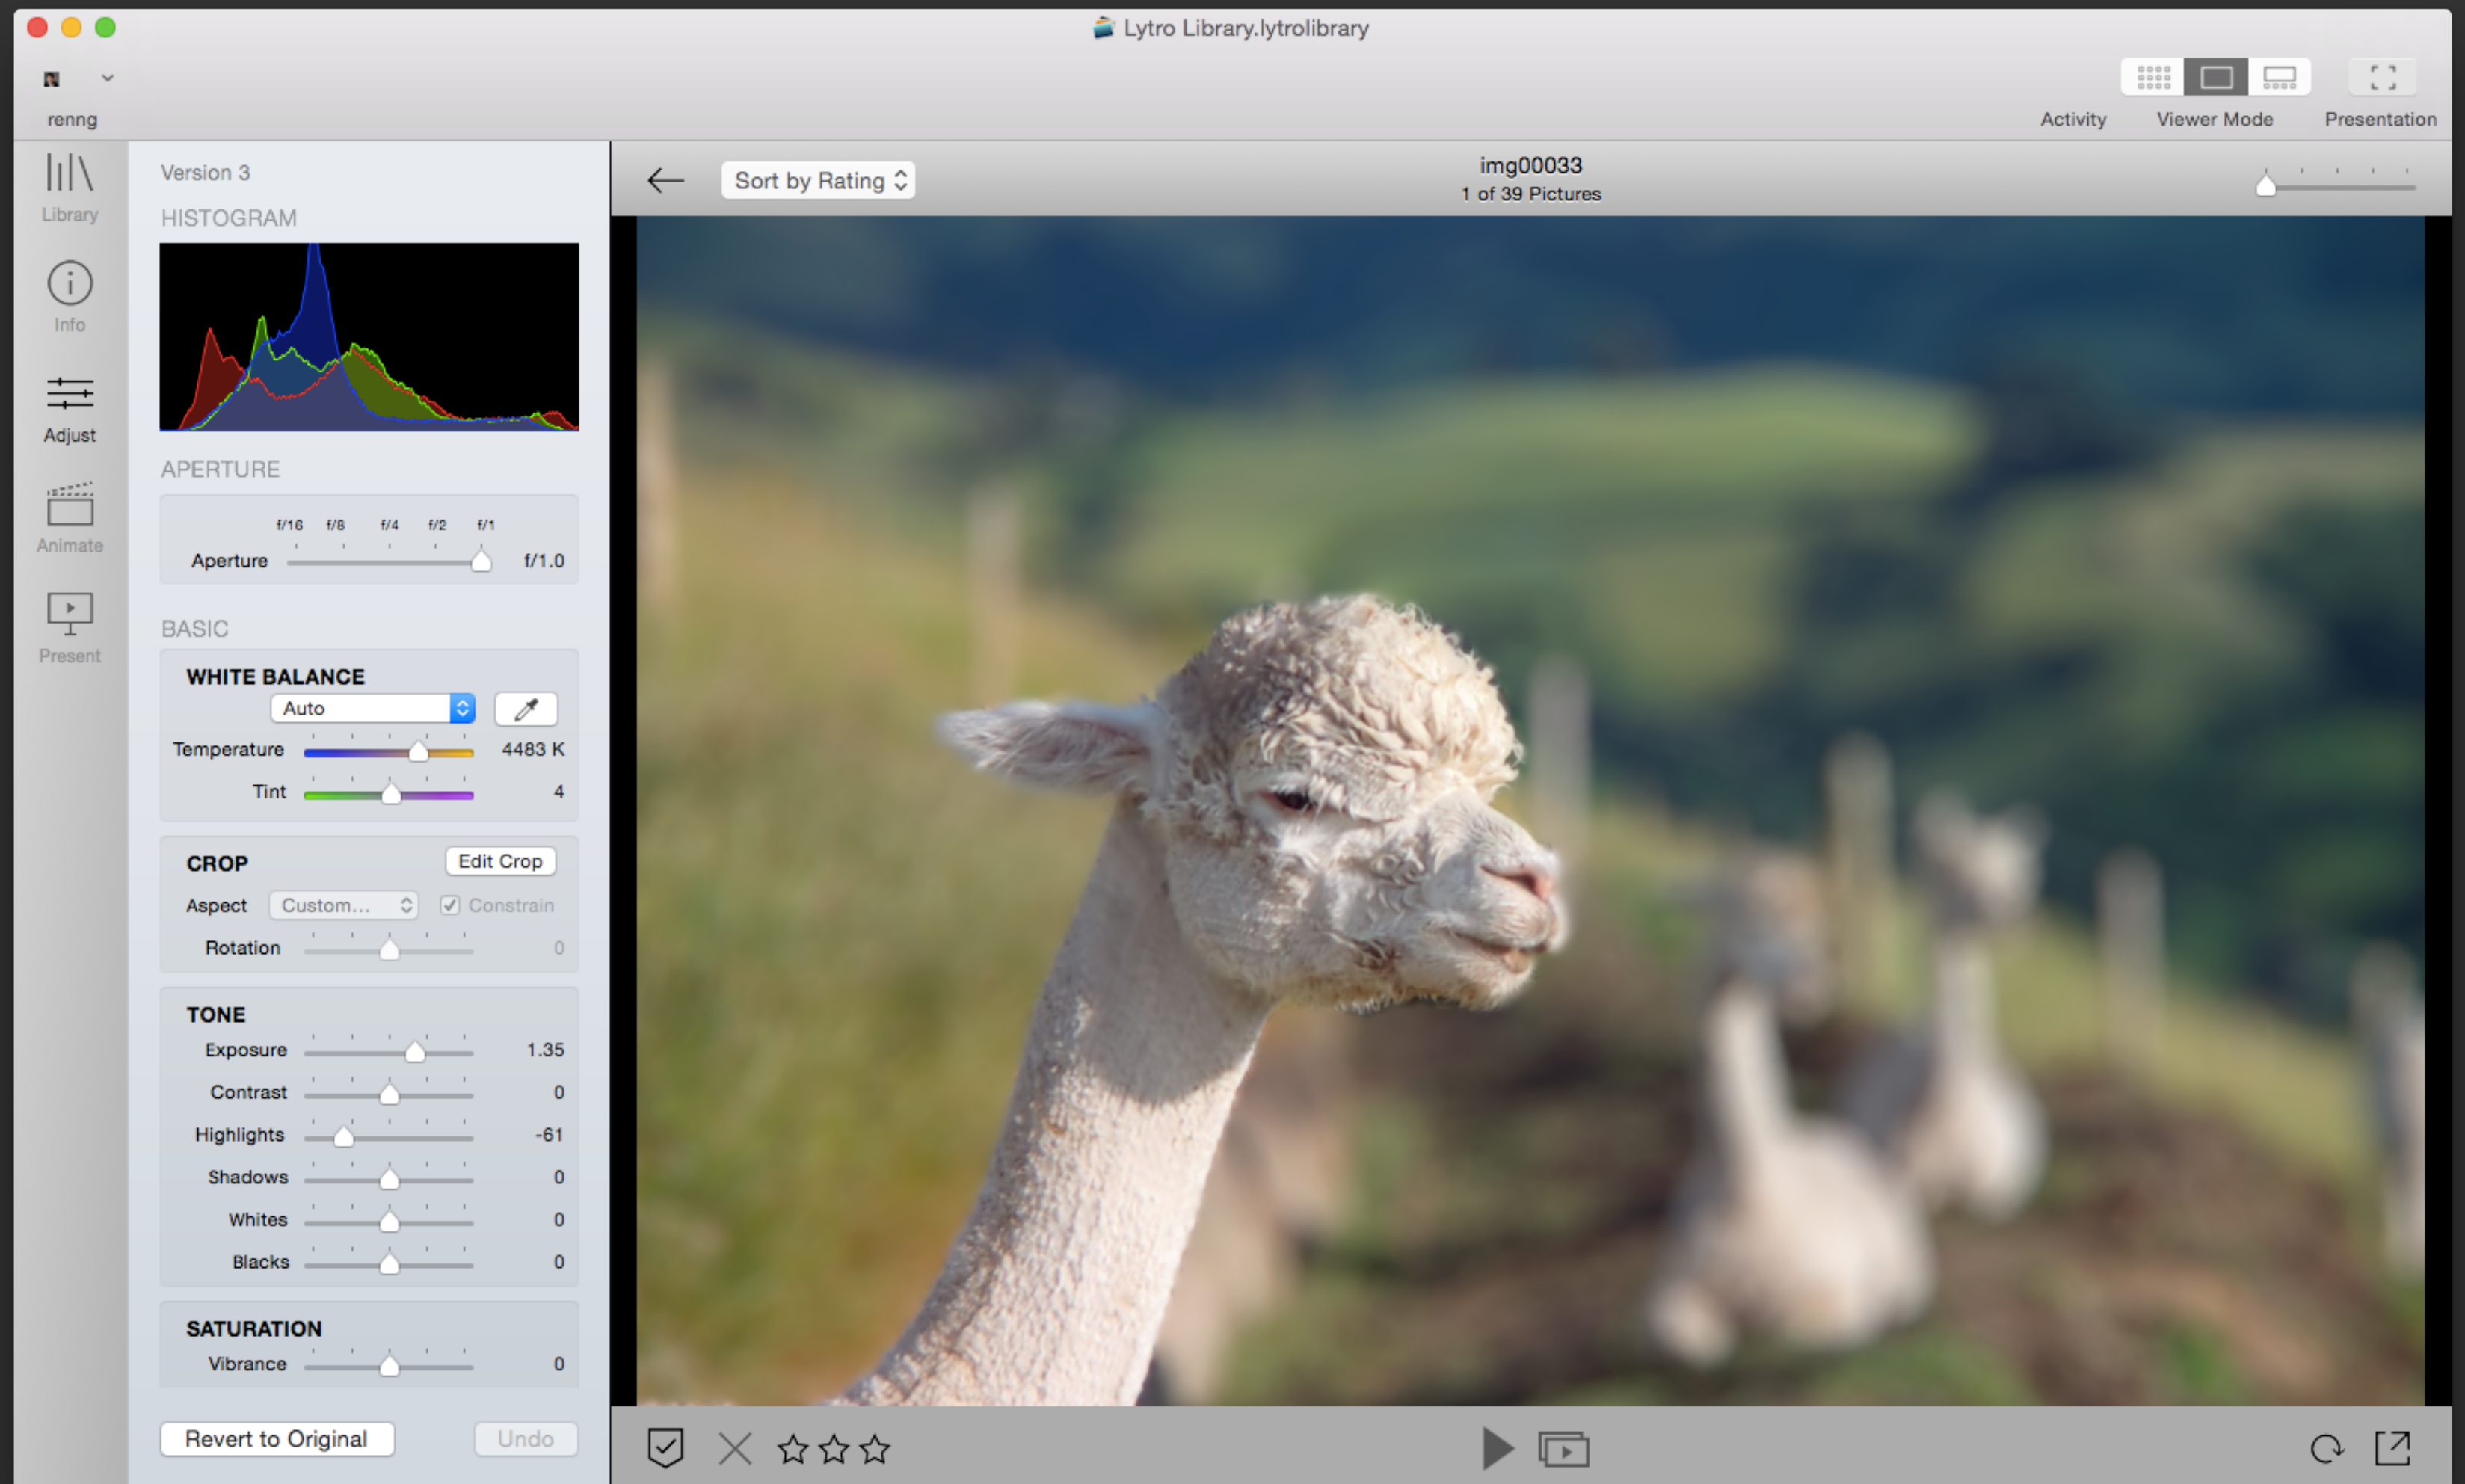 Lytro Library.lytrolibrary
renng
Activity
Viewer Mode
Presentation
Library
Info
Adjust
Animate
Present
Version 3
HISTOGRAM
APERTURE
f/16 f/8 f/4 f/2 f/1
Aperture f/1.0
BASIC
WHITE BALANCE
Auto
Temperature 4483 K
Tint 4
CROP Edit Crop
Aspect Custom... Constrain
Rotation 0
TONE
Exposure 1.35
Contrast 0
Highlights -61
Shadows 0
Whites 0
Blacks 0
SATURATION
Vibrance 0
Revert to Original Undo
Sort by Rating
img00033
1 of 39 Pictures